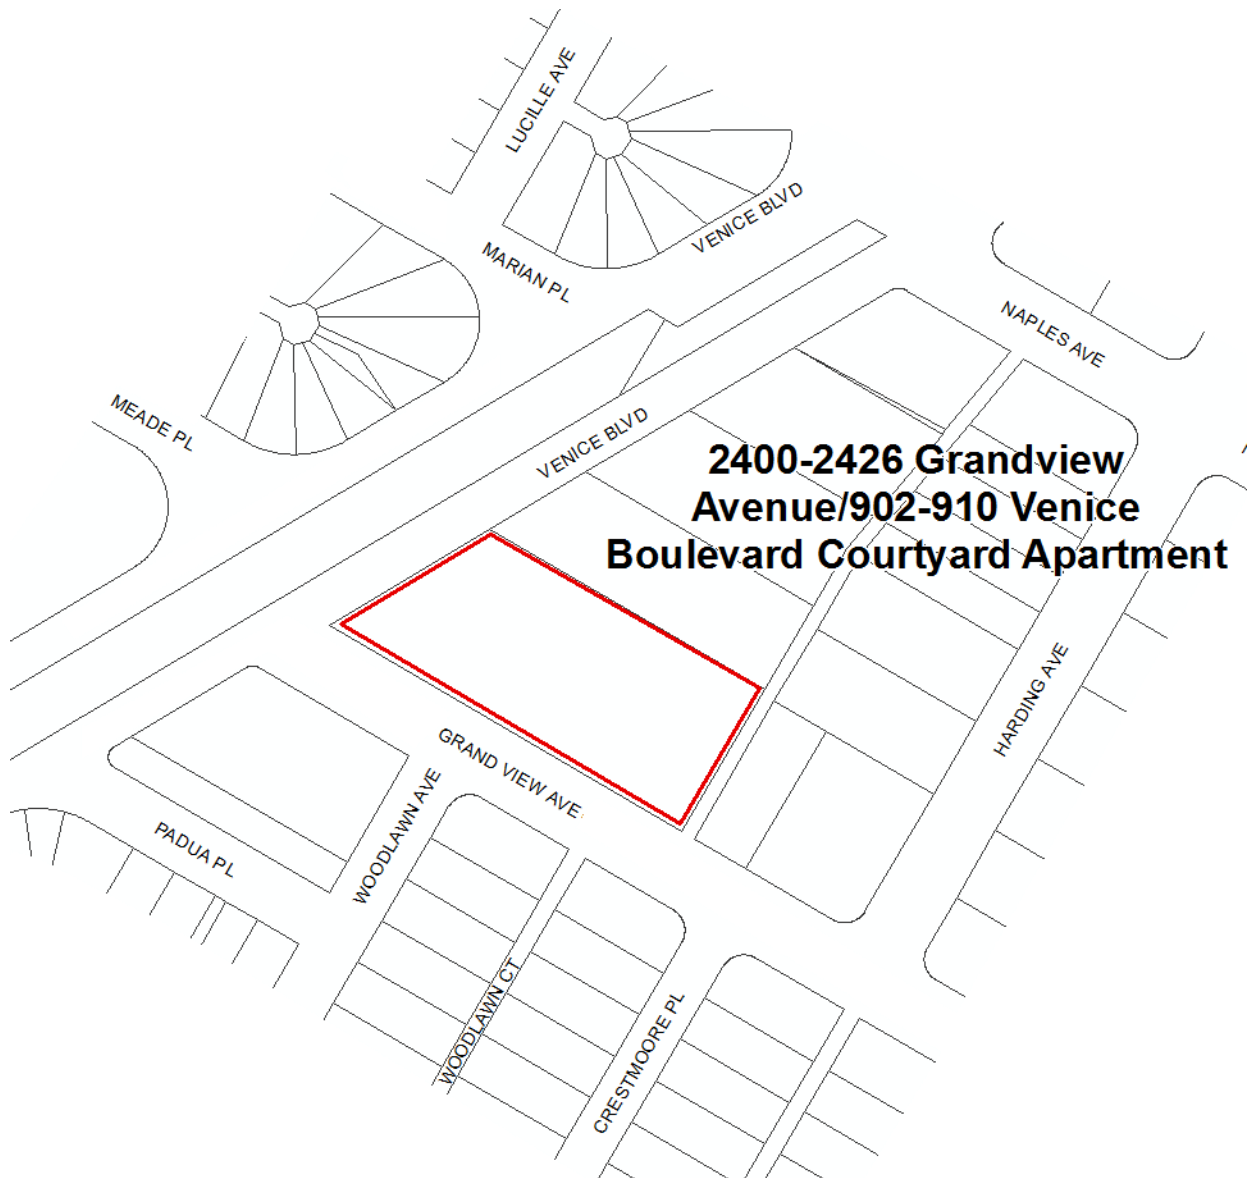 LUCILLE AVE
VENICE BLVD
MARIAN PL
NAPLES AVE
MEADE PL
VENICE BLVD
2400-2426 Grandview
Avenue/902-910 Venice
Boulevard Courtyard Apartment
HARDING AVE
GRAND VIEW AVE
WOODLAWN AVE
PADUA PL
WOODLAWN CT
CRESTMOORE PL